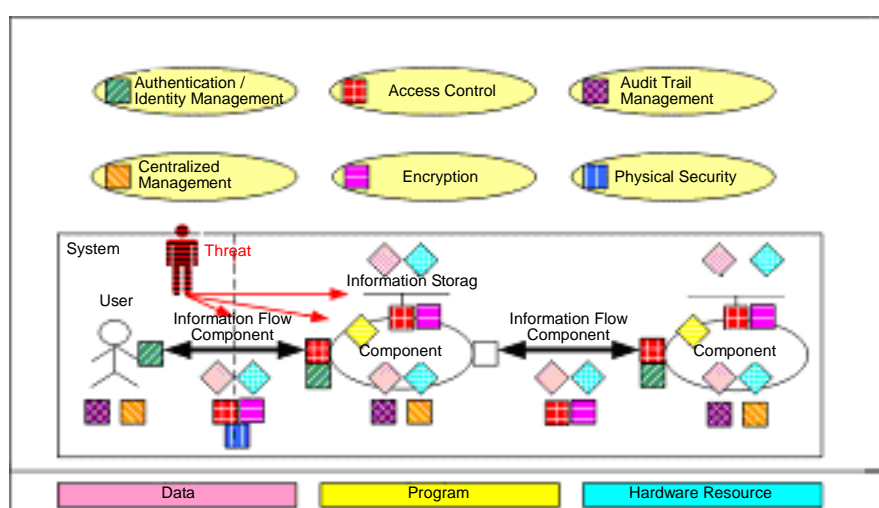 Authentication /
Identity Management
Access Control
Audit Trail
Management
Centralized
Management
Encryption
Physical Security
System
Threat
Information Storag
User
Information Flow
Component
Component
Information Flow
Component
Component
Data
Program
Hardware Resource